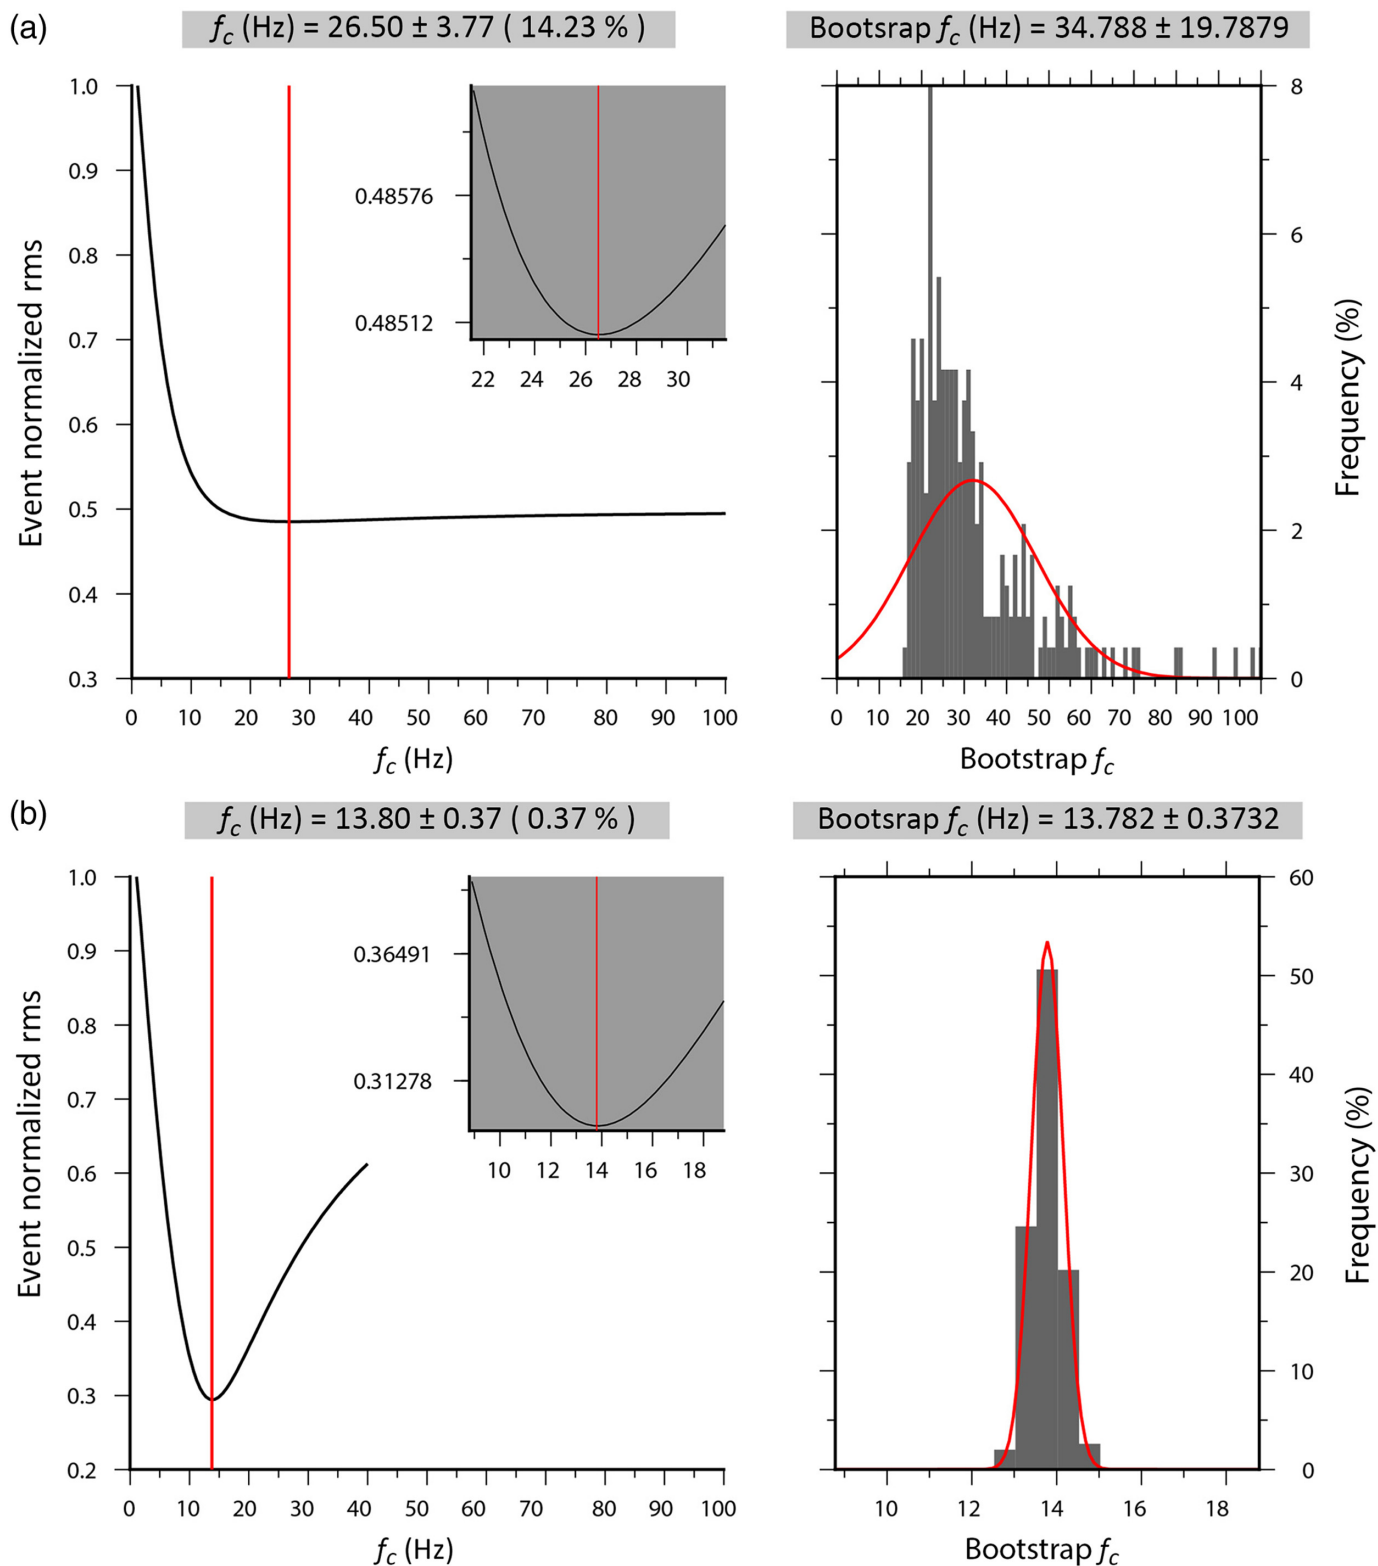 (a)
f_c (Hz) = 26.50 ± 3.77 ( 14.23 % )
Bootsrap f_c (Hz) = 34.788 ± 19.7879
Event normalized rms
1.0
0.9
0.8
0.7
0.6
0.5
0.4
0.3
0 10 20 30 40 50 60 70 80 90 100
f_c (Hz)
0.48576
0.48512
22 24 26 28 30
8
6
4
2
0
Frequency (%)
0 10 20 30 40 50 60 70 80 90 100
Bootstrap f_c
(b)
f_c (Hz) = 13.80 ± 0.37 ( 0.37 % )
Bootsrap f_c (Hz) = 13.782 ± 0.3732
Event normalized rms
1.0
0.9
0.8
0.7
0.6
0.5
0.4
0.3
0.2
0 10 20 30 40 50 60 70 80 90 100
f_c (Hz)
0.36491
0.31278
10 12 14 16 18
60
50
40
30
20
10
0
Frequency (%)
10 12 14 16 18
Bootstrap f_c